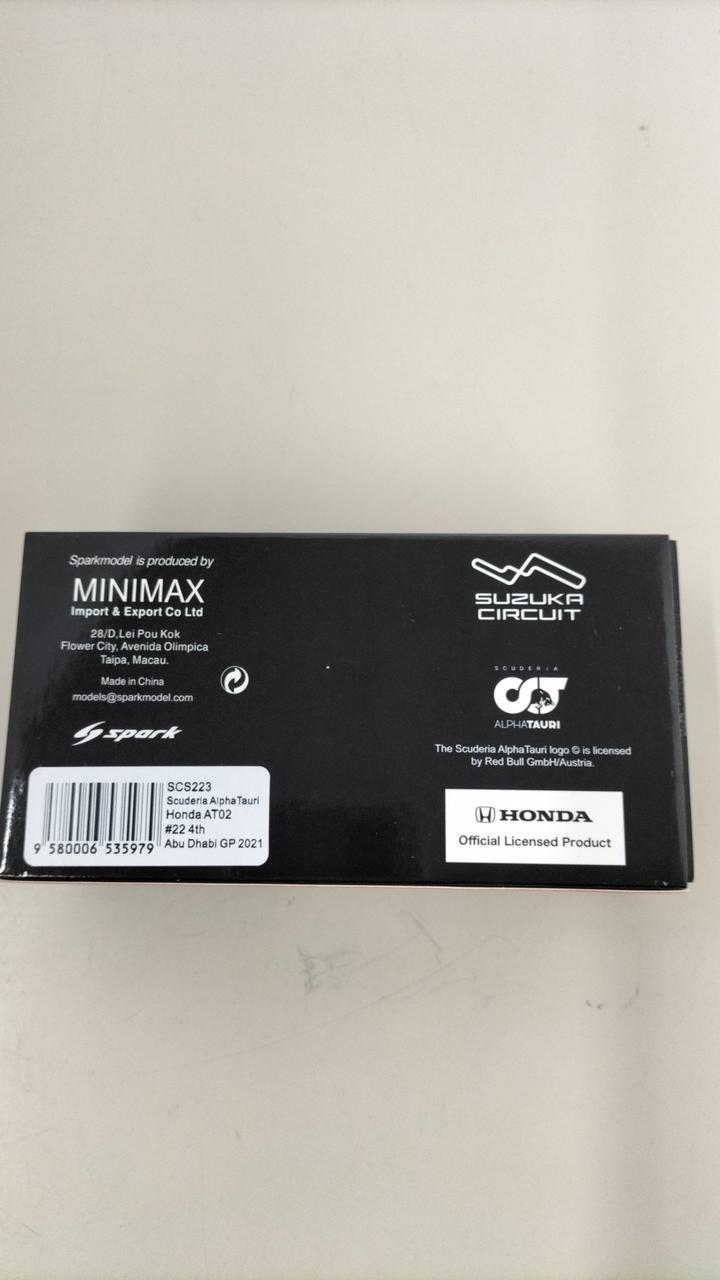 Sparkmodel is produced by
MINIMAX
Import & Export Co Ltd
28/D,Lei Pou Kok
Flower City, Avenida Olimpica
Taipa, Macau.
Made in China
models@sparkmodel.com
spark
SCS223
Scuderia AlphaTauri
Honda AT02
#22 4th
Abu Dhabi GP 2021
9 580006 535979
SUZUKA
CIRCUIT
SCUDERIA
ALPHATAURI
The Scuderia AlphaTauri logo © is licensed
by Red Bull GmbH/Austria.
HONDA
Official Licensed Product